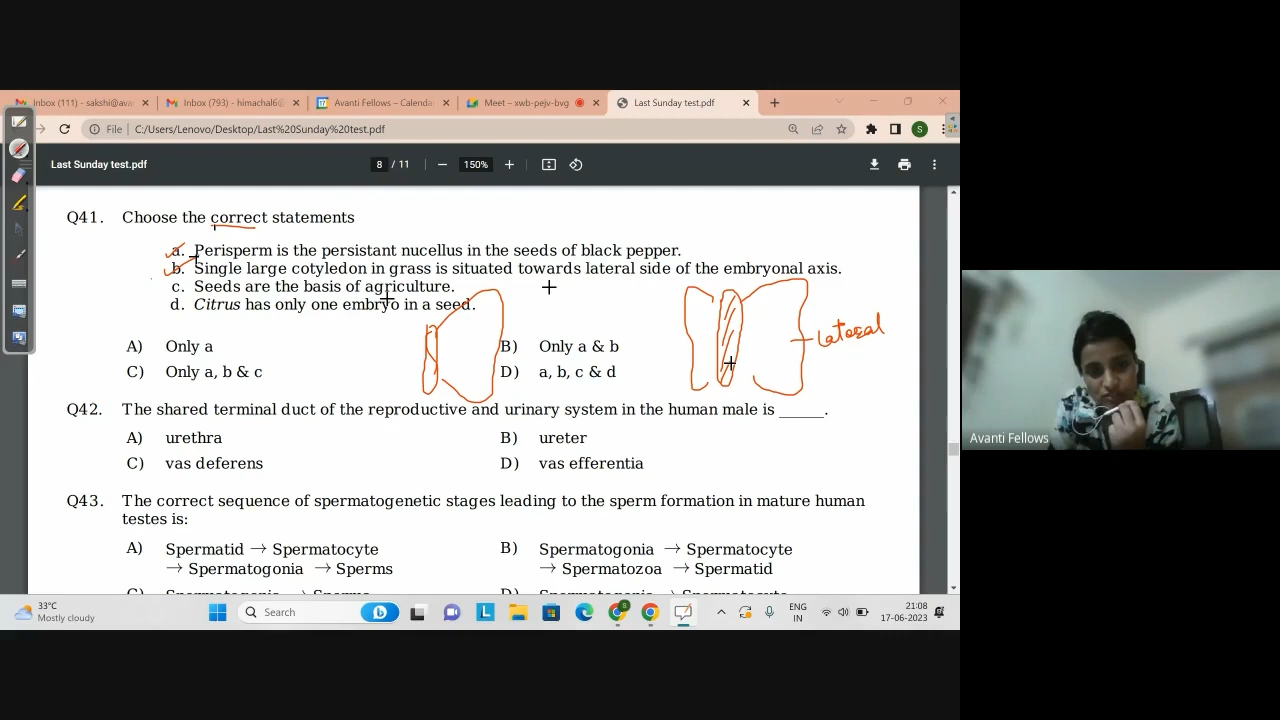 Inbox (111) – sakshi@ava
Inbox (793) – himachal6@
Avanti Fellows – Calenda
Meet – xwb-pejv-bvg
Last Sunday test.pdf
File
C:/Users/Lenovo/Desktop/Last%20Sunday%20test.pdf
Last Sunday test.pdf
8 / 11
150%
Q41. Choose the correct statements
a. Perisperm is the persistant nucellus in the seeds of black pepper.
b. Single large cotyledon in grass is situated towards lateral side of the embryonal axis.
c. Seeds are the basis of agriculture.
d. Citrus has only one embryo in a seed.
Lateral
A) Only a B) Only a & b
C) Only a, b & c D) a, b, c & d
Q42. The shared terminal duct of the reproductive and urinary system in the human male is _____.
A) urethra B) ureter
C) vas deferens D) vas efferentia
Q43. The correct sequence of spermatogenetic stages leading to the sperm formation in mature human
testes is:
A) Spermatid → Spermatocyte B) Spermatogonia → Spermatocyte
→ Spermatogonia → Sperms → Spermatozoa → Spermatid
Avanti Fellows
33°C
Mostly cloudy
Search
ENG
IN
21:08
17-06-2023